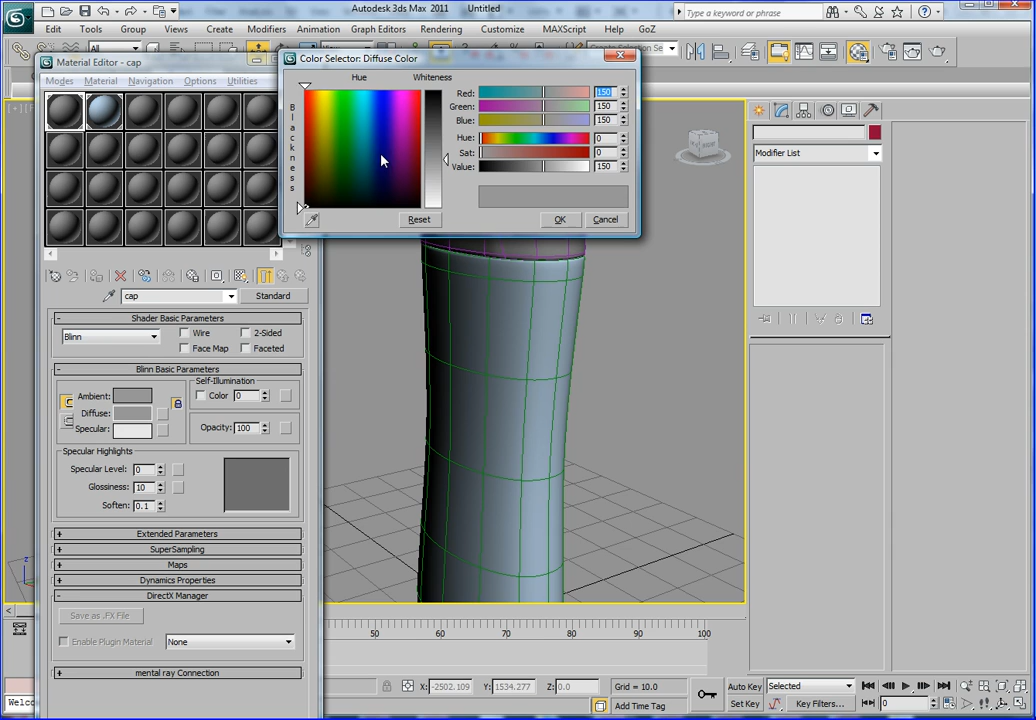 Autodesk 3ds Max 2011 Untitled
Type a keyword or phrase
Edit Tools Group Views Create Modifiers Animation Graph Editors Rendering Customize MAXScript Help GoZ
All
Create Selection Se
Material Editor - cap
Modes Material Navigation Options Utilities
Color Selector: Diffuse Color
Hue Whiteness
Blackness
Red: 150
Green: 150
Blue: 150
Hue: 0
Sat: 0
Value: 150
Reset OK Cancel
Modifier List
cap Standard
Shader Basic Parameters
Blinn Wire 2-Sided
Face Map Faceted
Blinn Basic Parameters
Self-Illumination
Ambient: Color 0
Diffuse:
Specular: Opacity: 100
Specular Highlights
Specular Level: 0
Glossiness: 10
Soften: 0.1
Extended Parameters
SuperSampling
Maps
Dynamics Properties
DirectX Manager
Save as .FX File
Enable Plugin Material None
mental ray Connection
z
50 60 70 80 90 100
X: -2502.109 Y: 1534.277 Z: 0.0 Grid = 10.0 Auto Key Selected
Welco Add Time Tag Set Key Key Filters... 0